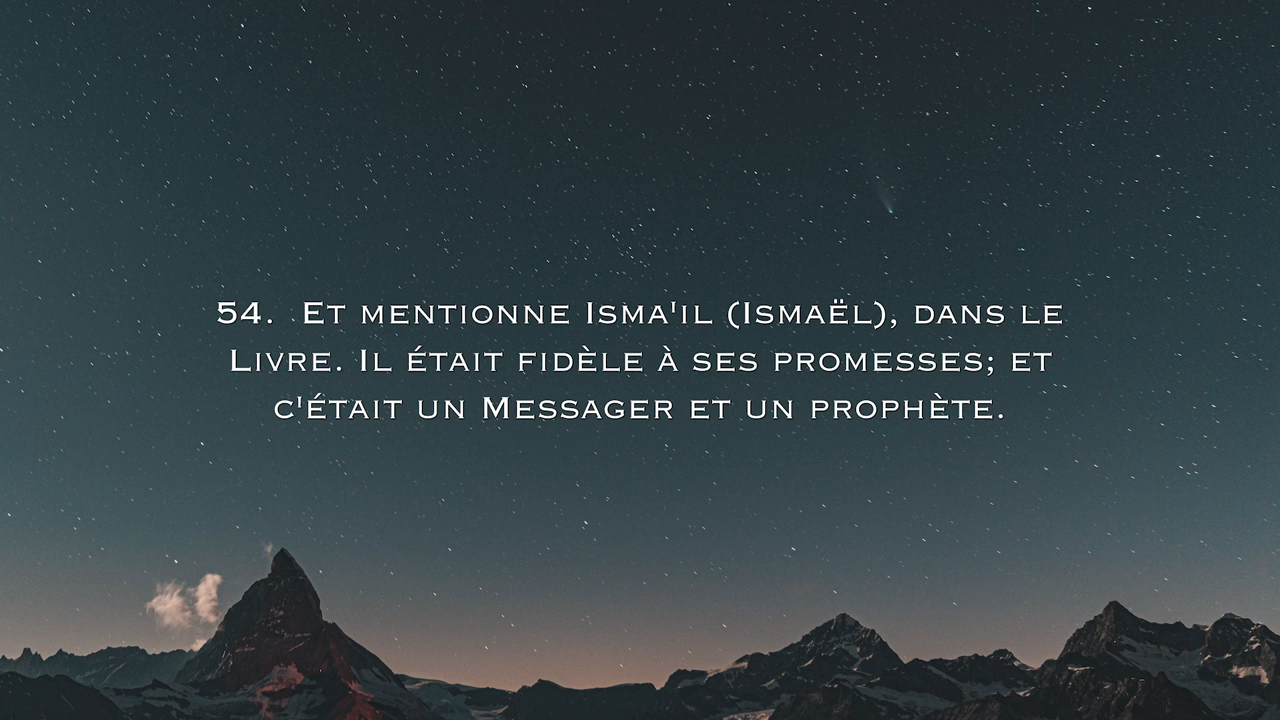 54. Et mentionne Isma'il (Ismaël), dans le
Livre. Il était fidèle à ses promesses; et
c'était un Messager et un prophète.